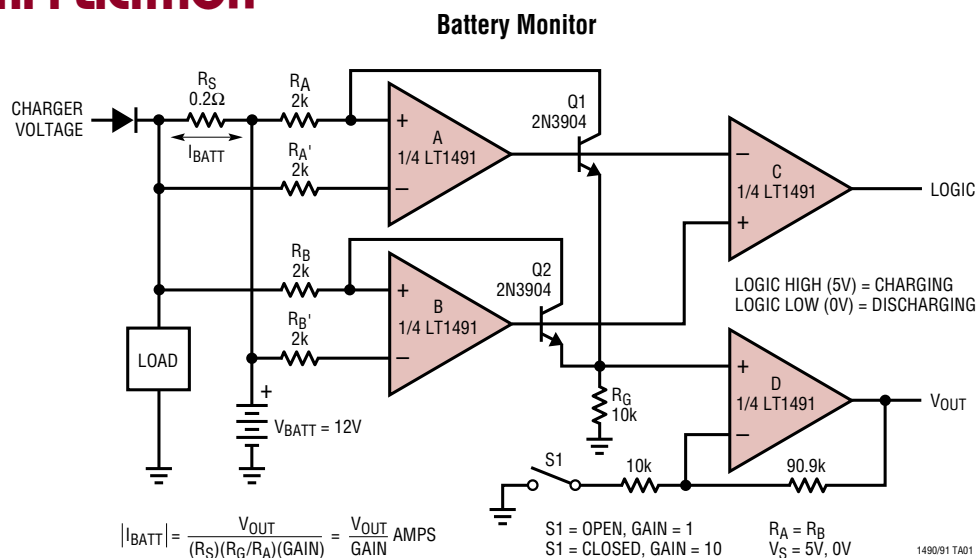 Battery Monitor
CHARGER
VOLTAGE
RS
0.2Ω
IBATT
RA
2k
RA'
2k
A
1/4 LT1491
+
–
Q1
2N3904
–
C
1/4 LT1491
+
LOGIC
RB
2k
RB'
2k
+
B
1/4 LT1491
–
Q2
2N3904
LOGIC HIGH (5V) = CHARGING
LOGIC LOW (0V) = DISCHARGING
LOAD
+
VBATT = 12V
RG
10k
+
D
1/4 LT1491
–
VOUT
S1
10k
90.9k
|IBATT| = VOUT / (RS)(RG/RA)(GAIN) = VOUT / GAIN AMPS
S1 = OPEN, GAIN = 1
S1 = CLOSED, GAIN = 10
RA = RB
VS = 5V, 0V
1490/91 TA01